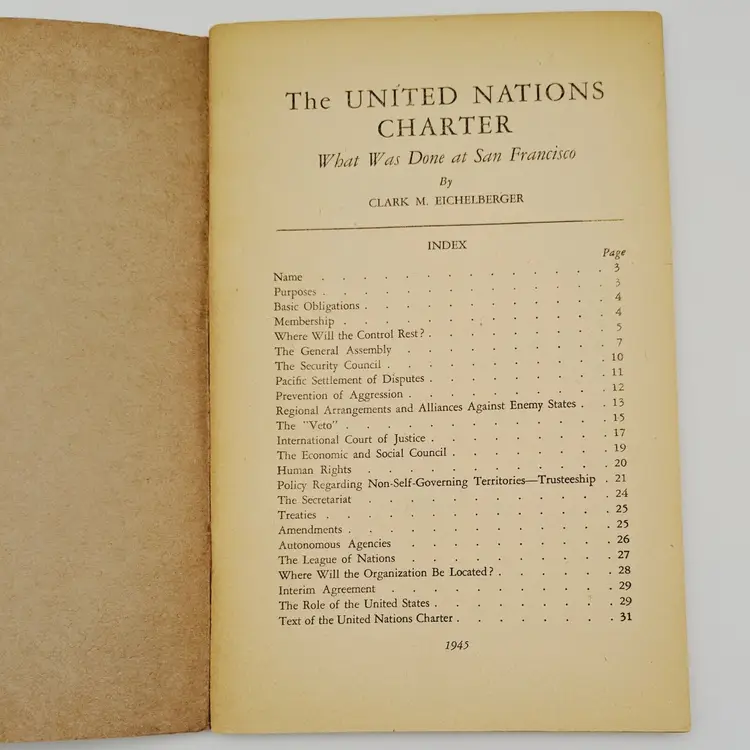 The UNITED NATIONS
CHARTER
What Was Done at San Francisco
By
CLARK M. EICHELBERGER
INDEX
Page
Name . . . . . . . . . . . . . . 3
Purposes . . . . . . . . . . . . . . 3
Basic Obligations . . . . . . . . . . . . 4
Membership . . . . . . . . . . . . . 4
Where Will the Control Rest? . . . . . . . . . 5
The General Assembly . . . . . . . . . . 7
The Security Council . . . . . . . . . . . 10
Pacific Settlement of Disputes . . . . . . . . . 11
Prevention of Aggression . . . . . . . . . . 12
Regional Arrangements and Alliances Against Enemy States . . 13
The "Veto" . . . . . . . . . . . . . 15
International Court of Justice . . . . . . . . . 17
The Economic and Social Council . . . . . . . . 19
Human Rights . . . . . . . . . . . . 20
Policy Regarding Non-Self-Governing Territories—Trusteeship . 21
The Secretariat . . . . . . . . . . . . 24
Treaties . . . . . . . . . . . . . . 25
Amendments . . . . . . . . . . . . . 25
Autonomous Agencies . . . . . . . . . . 26
The League of Nations . . . . . . . . . . 27
Where Will the Organization Be Located? . . . . . . 28
Interim Agreement . . . . . . . . . . . 29
The Role of the United States . . . . . . . . . 29
Text of the United Nations Charter . . . . . . . . 31
1945